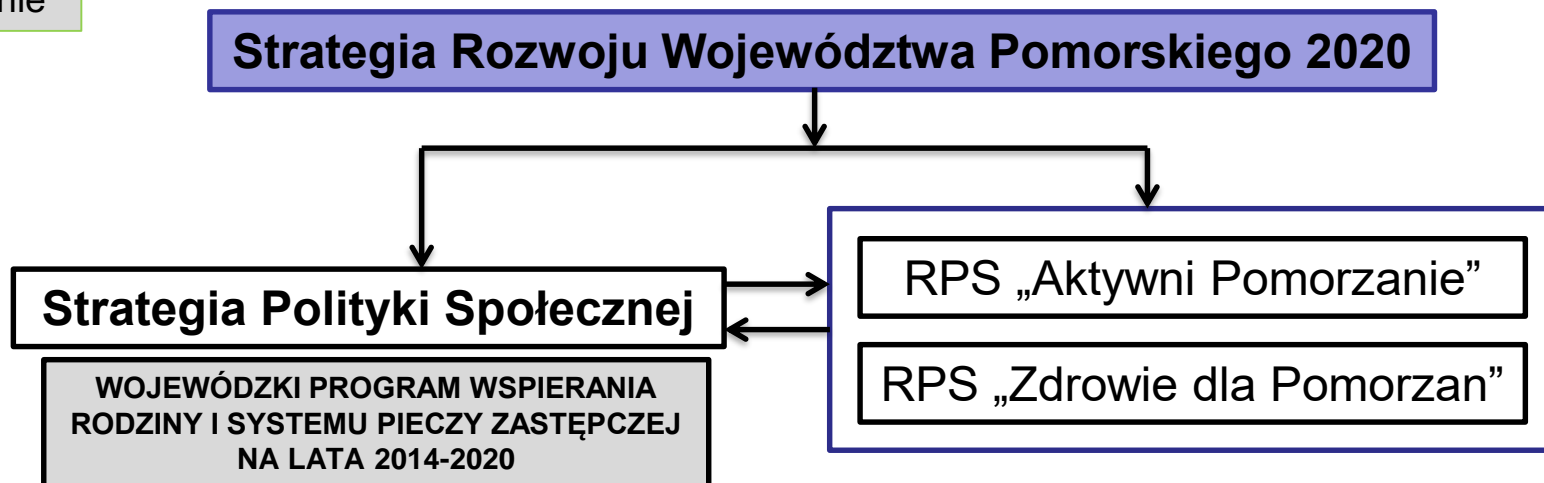 Strategia Rozwoju Województwa Pomorskiego 2020
Strategia Polityki Społecznej
WOJEWÓDZKI PROGRAM WSPIERANIA
RODZINY I SYSTEMU PIECZY ZASTĘPCZEJ
NA LATA 2014-2020
RPS „Aktywni Pomorzanie”
RPS „Zdrowie dla Pomorzan”